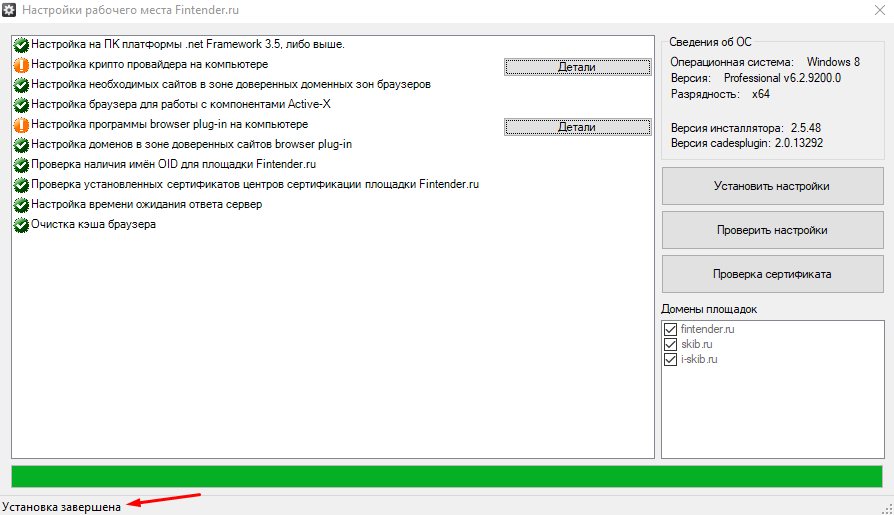 Настройки рабочего места Fintender.ru
Настройка на ПК платформы .net Framework 3.5, либо выше.
Настройка крипто провайдера на компьютере
Детали
Настройка необходимых сайтов в зоне доверенных доменных зон браузеров
Настройка браузера для работы с компонентами Active-X
Настройка программы browser plug-in на компьютере
Детали
Настройка доменов в зоне доверенных сайтов browser plug-in
Проверка наличия имён OID для площадки Fintender.ru
Проверка установленных сертификатов центров сертификации площадки Fintender.ru
Настройка времени ожидания ответа сервер
Очистка кэша браузера
Сведения об ОС
Операционная система: Windows 8
Версия: Professional v6.2.9200.0
Разрядность: x64
Версия инсталлятора: 2.5.48
Версия cadesplugin: 2.0.13292
Установить настройки
Проверить настройки
Проверка сертификата
Домены площадок
fintender.ru
skib.ru
i-skib.ru
Установка завершена